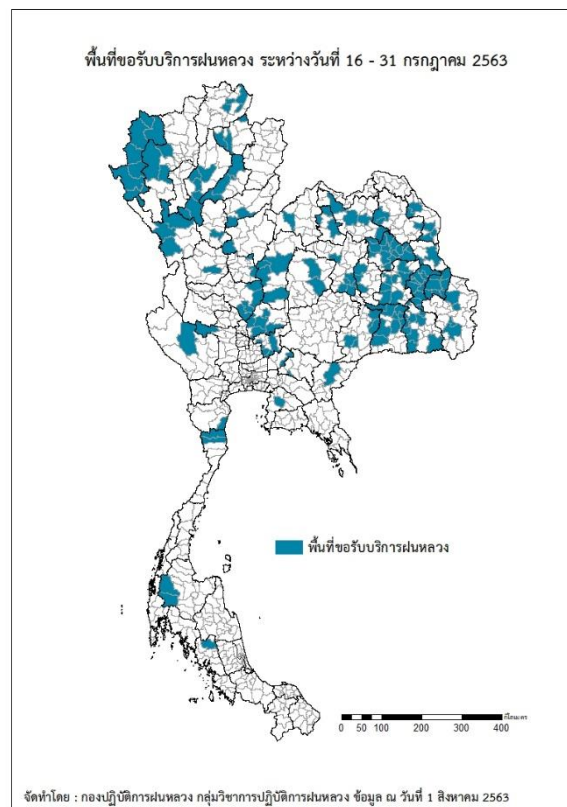 พื้นที่ขอรับบริการฝนหลวง ระหว่างวันที่ 16 - 31 กรกฎาคม 2563
พื้นที่ขอรับบริการฝนหลวง
กิโลเมตร
0 50 100 200 300 400
จัดทำโดย : กองปฏิบัติการฝนหลวง กลุ่มวิชาการปฏิบัติการฝนหลวง ข้อมูล ณ วันที่ 1 สิงหาคม 2563